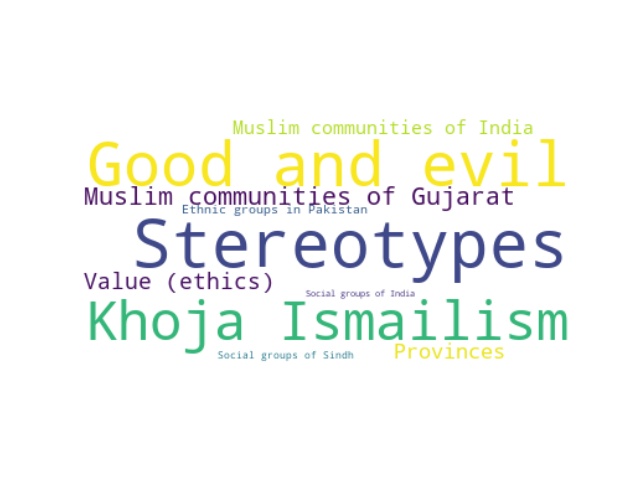 Muslim communities of India
Good and evil
Muslim communities of Gujarat
Ethnic groups in Pakistan
Stereotypes
Value (ethics)
Social groups of India
Khoja Ismailism
Provinces
Social groups of Sindh